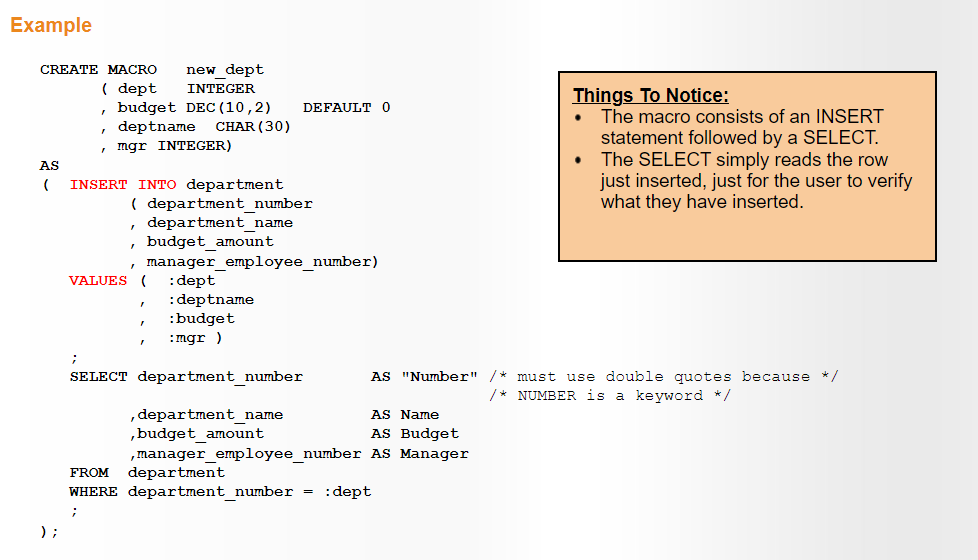 Example
CREATE MACRO   new_dept
( dept   INTEGER
, budget DEC(10,2)   DEFAULT 0
, deptname  CHAR(30)
, mgr INTEGER)
AS
(  INSERT INTO department
( department_number
, department_name
, budget_amount
, manager_employee_number)
VALUES (  :dept
,  :deptname
,  :budget
,  :mgr )
;
SELECT department_number       AS "Number" /* must use double quotes because */
/* NUMBER is a keyword */
,department_name         AS Name
,budget_amount           AS Budget
,manager_employee_number AS Manager
FROM  department
WHERE department_number = :dept
;
);
Things To Notice:
• The macro consists of an INSERT
statement followed by a SELECT.
• The SELECT simply reads the row
just inserted, just for the user to verify
what they have inserted.